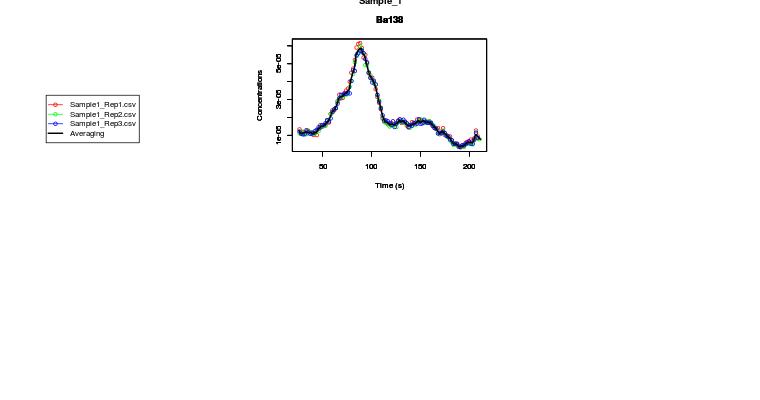 Sample_1
Ba138
Sample1_Rep1.csv
Sample1_Rep2.csv
Sample1_Rep3.csv
Averaging
Concentrations
5e-05
3e-05
1e-05
50 100 150 200
Time (s)